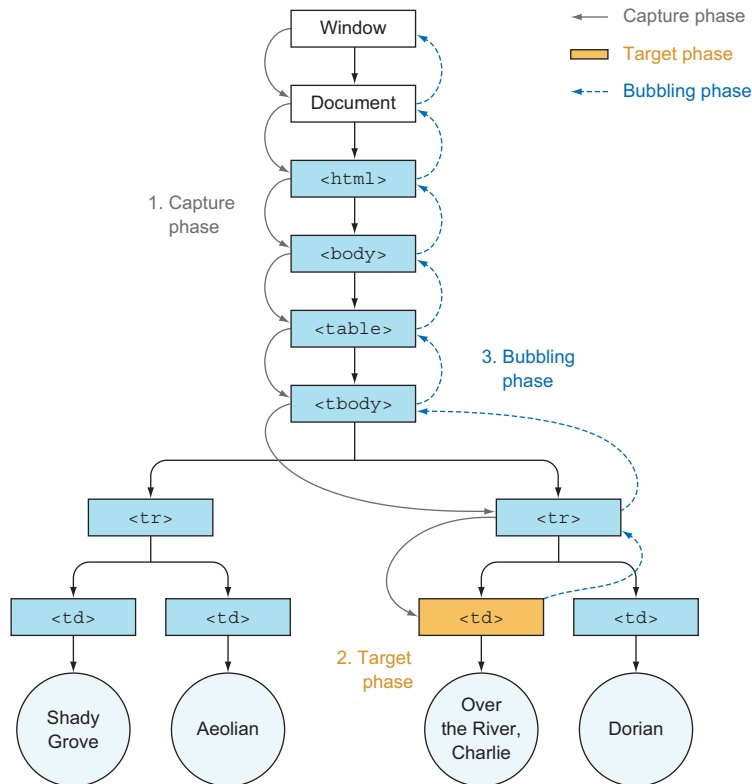 Window
Capture phase
Target phase
Bubbling phase
Document
<html>
1. Capture
phase
<body>
<table>
3. Bubbling
phase
<tbody>
<tr>
<tr>
<td>
<td>
<td>
<td>
2. Target
phase
Shady
Grove
Aeolian
Over
the River,
Charlie
Dorian